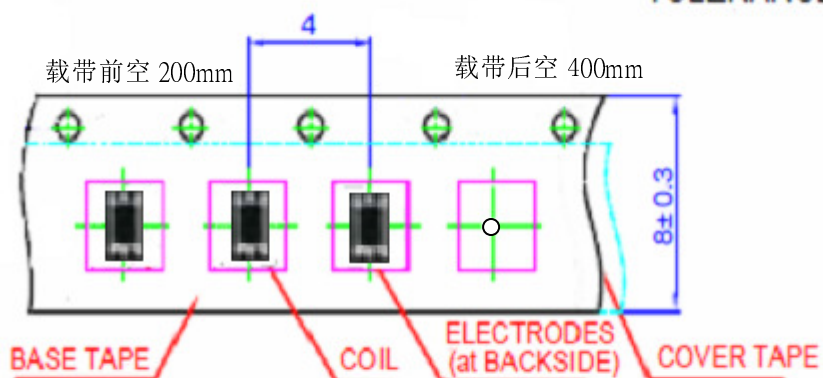 4
载带前空 200mm
载带后空 400mm
8± 0.3
ELECTRODES
BASE TAPE
COIL
(at BACKSIDE)
COVER TAPE